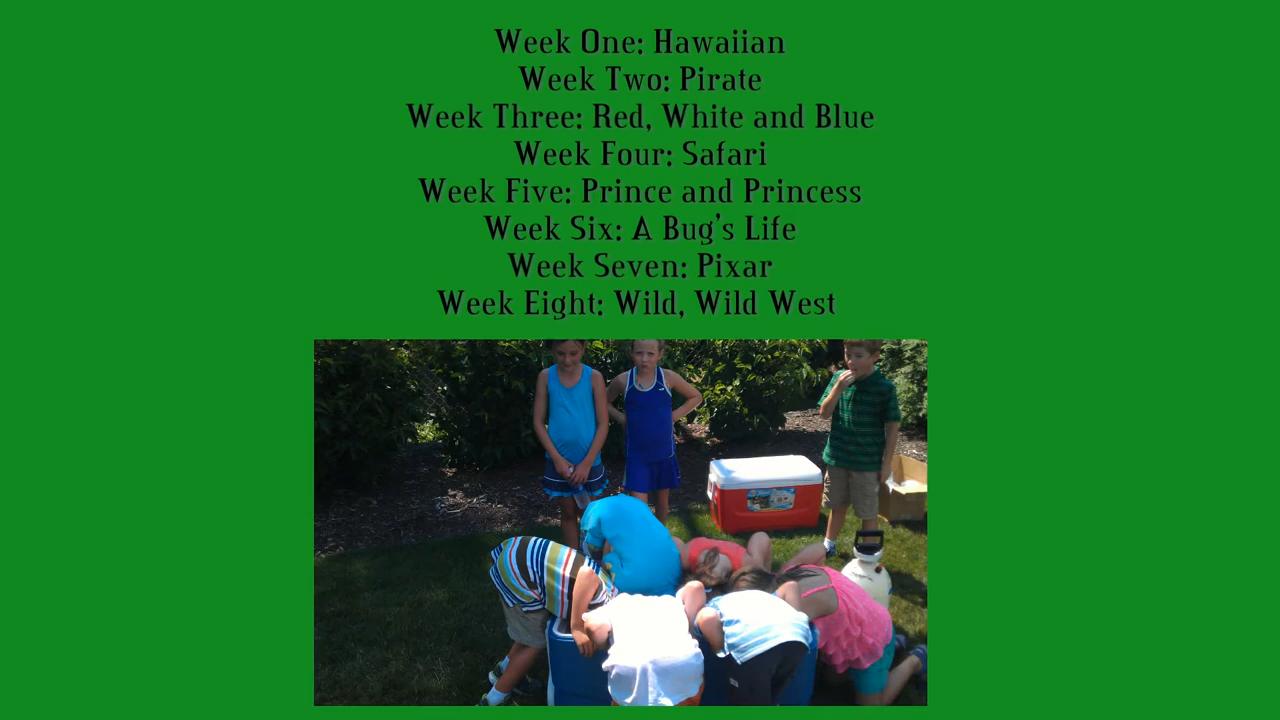 Week One: Hawaiian
Week Two: Pirate
Week Three: Red, White and Blue
Week Four: Safari
Week Five: Prince and Princess
Week Six: A Bug's Life
Week Seven: Pixar
Week Eight: Wild, Wild West